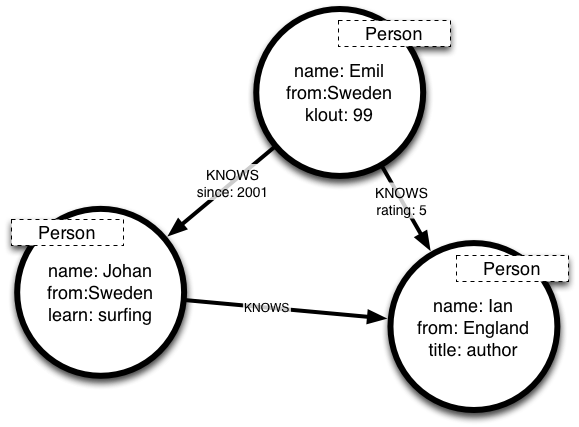 Person
name: Emil
from:Sweden
klout: 99
KNOWS
since: 2001
KNOWS
rating: 5
Person
name: Johan
from:Sweden
learn: surfing
KNOWS
Person
name: Ian
from: England
title: author